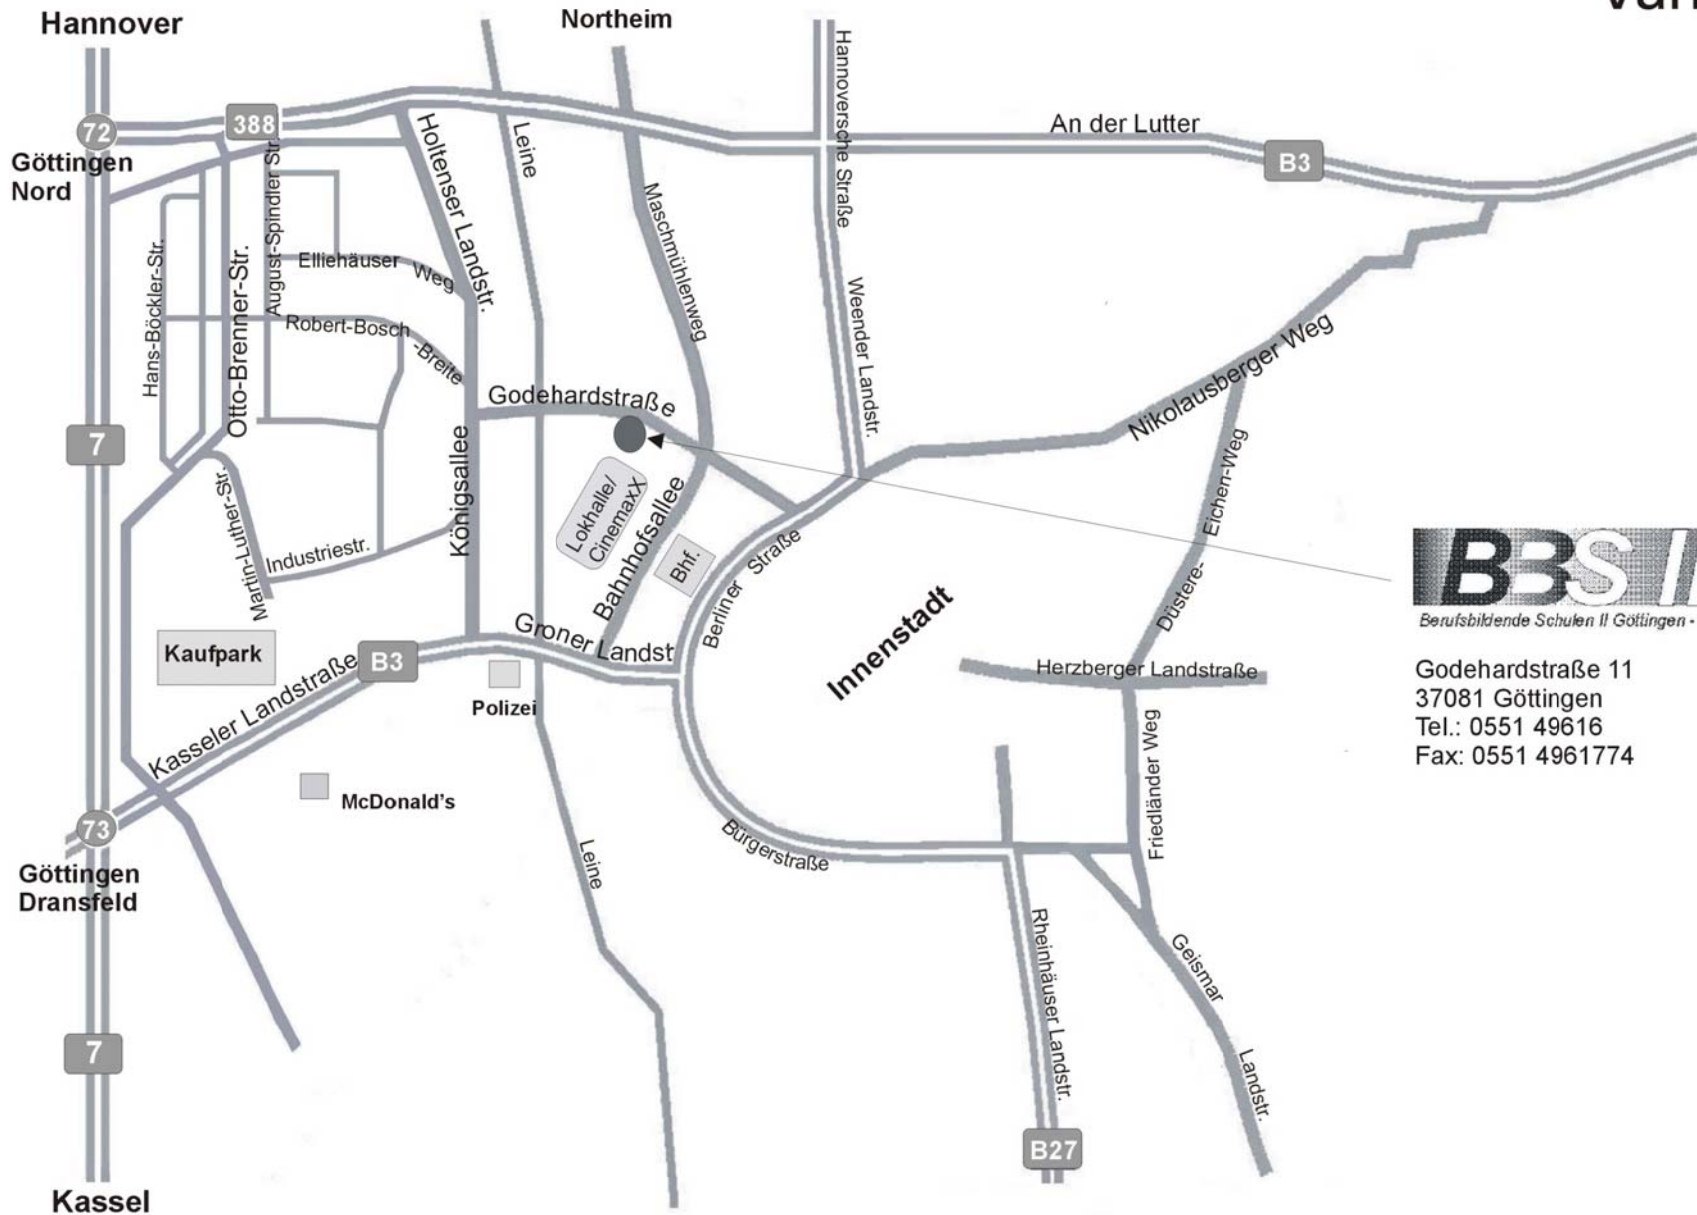 Hannover
Northeim
72
388
Göttingen
Nord
An der Lutter
B3
Hannoversche Straße
Leine
Holtenser Landstr.
Maschmühlenweg
August-Spindler Str.
Hans-Böckler-Str.
Otto-Brenner-Str.
Elliehäuser Weg
Robert-Bosch
-Breite
Weender Landstr.
Nikolausberger Weg
Godehardstraße
7
Königsallee
Lokhalle/
CinemaxX
Bahnhofsallee
Bhf.
Berliner Straße
Martin-Luther-Str.
Industriestr.
Düstere-
Eichen-Weg
BBS
Berufsbildende Schulen II Göttingen -
Kaufpark
B3
Groner Landst
Innenstadt
Herzberger Landstraße
Godehardstraße 11
37081 Göttingen
Tel.: 0551 49616
Fax: 0551 4961774
Kasseler Landstraße
Polizei
McDonald's
Friedländer Weg
73
Göttingen
Dransfeld
Bürgerstraße
Leine
Rheinhäuser Landstr.
Geismar
Landstr.
7
B27
Kassel